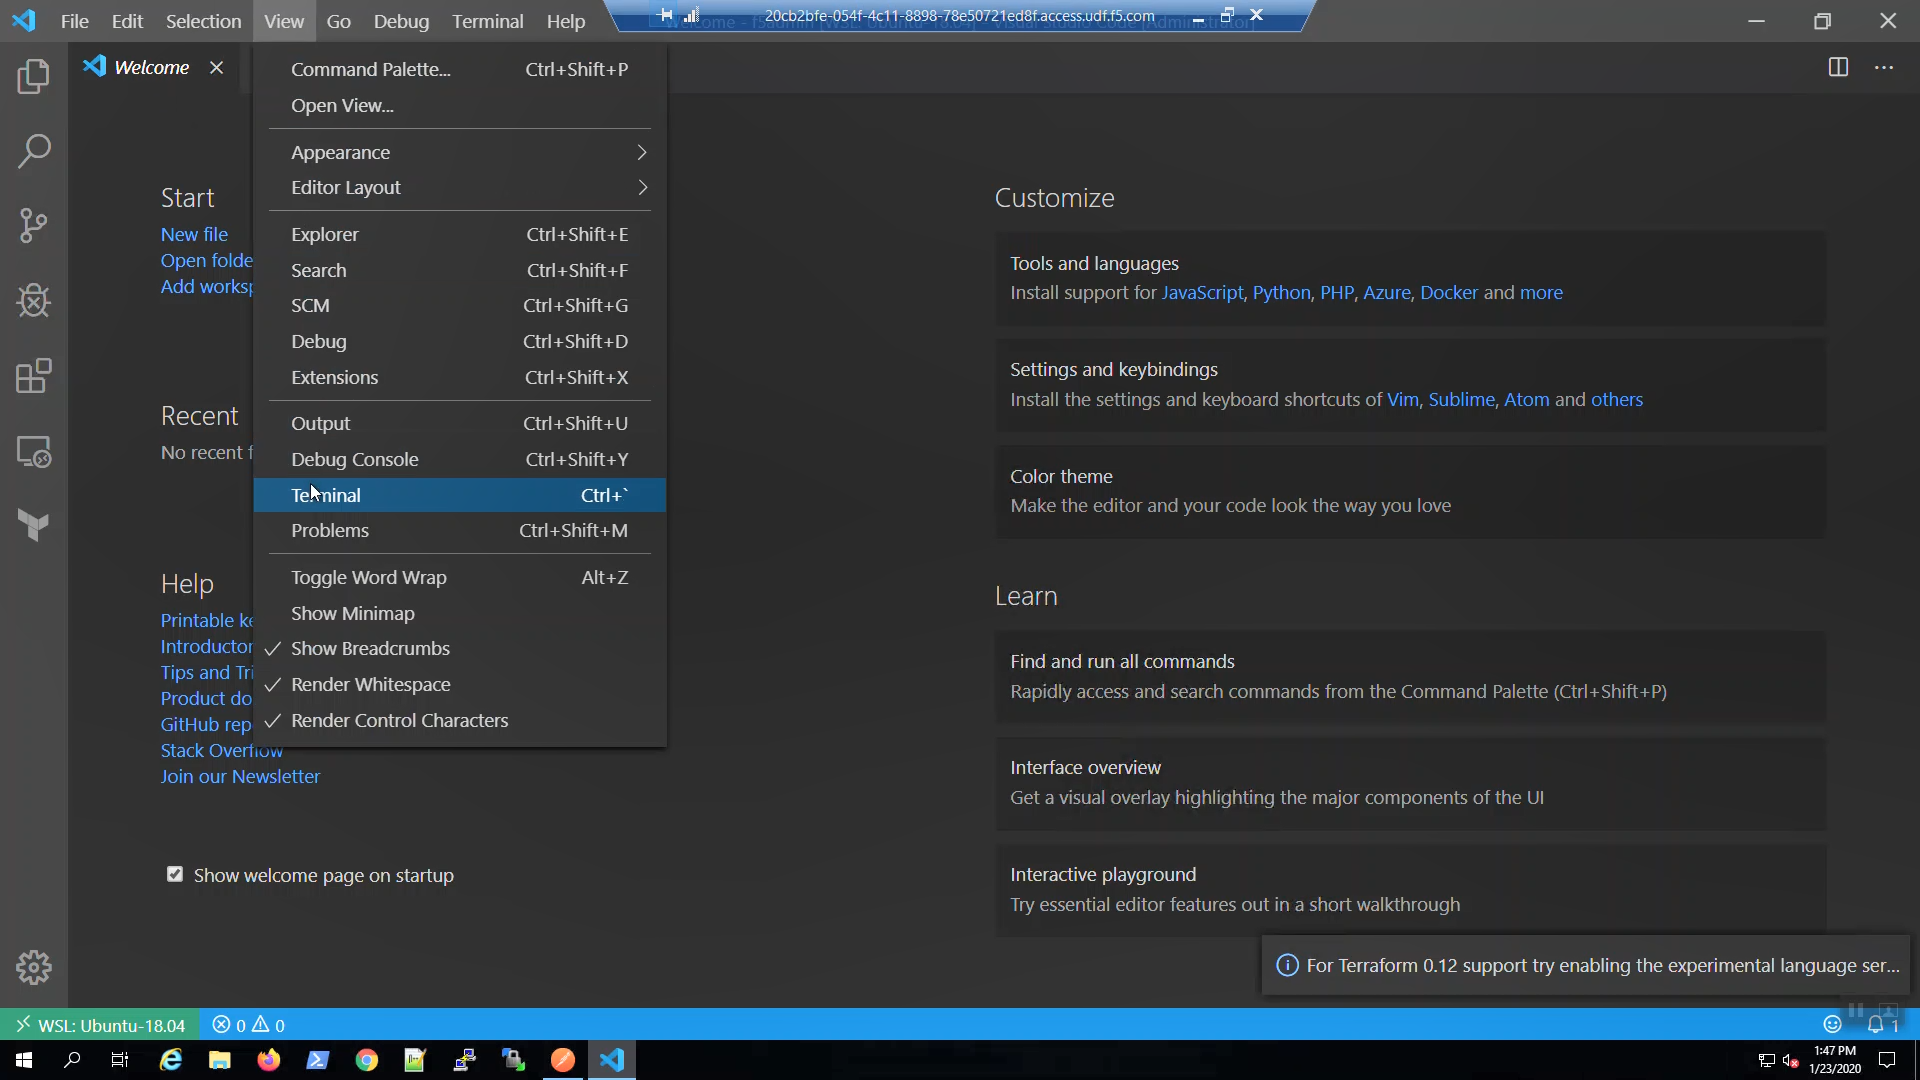 File Edit Selection View Go Debug Terminal Help
20cb2bfe-054f-4c11-8898-78e50721ed8f.access.udf.f5.com
Welcome
Command Palette... Ctrl+Shift+P
Open View...
Appearance
Editor Layout
Explorer Ctrl+Shift+E
Search Ctrl+Shift+F
SCM Ctrl+Shift+G
Debug Ctrl+Shift+D
Extensions Ctrl+Shift+X
Output Ctrl+Shift+U
Debug Console Ctrl+Shift+Y
Terminal Ctrl+`
Problems Ctrl+Shift+M
Toggle Word Wrap Alt+Z
Show Minimap
Show Breadcrumbs
Render Whitespace
Render Control Characters
Start
New file
Open folde
Add worksp
Recent
No recent f
Help
Printable ke
Introductor
Tips and Tri
Product do
GitHub rep
Stack Overflow
Join our Newsletter
Show welcome page on startup
Customize
Tools and languages
Install support for JavaScript, Python, PHP, Azure, Docker and more
Settings and keybindings
Install the settings and keyboard shortcuts of Vim, Sublime, Atom and others
Color theme
Make the editor and your code look the way you love
Learn
Find and run all commands
Rapidly access and search commands from the Command Palette (Ctrl+Shift+P)
Interface overview
Get a visual overlay highlighting the major components of the UI
Interactive playground
Try essential editor features out in a short walkthrough
For Terraform 0.12 support try enabling the experimental language ser...
WSL: Ubuntu-18.04 0 0
1
1:47 PM
1/23/2020